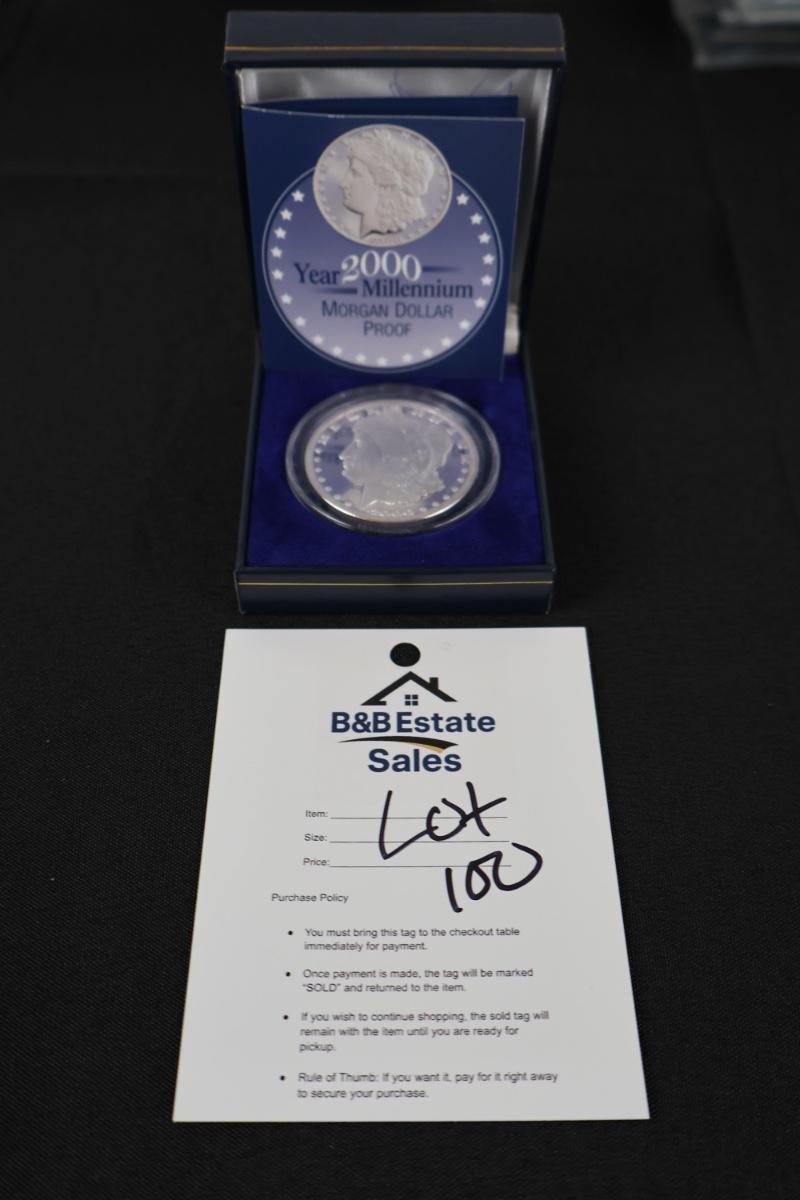 Year 2000
Millennium
MORGAN DOLLAR
PROOF
B&B Estate
Sales
Item:
Size:
Price:
Lot
100
Purchase Policy
• You must bring this tag to the checkout table
immediately for payment.
• Once payment is made, the tag will be marked
"SOLD" and returned to the item.
• If you wish to continue shopping, the sold tag will
remain with the item until you are ready for
pickup.
• Rule of Thumb: If you want it, pay for it right away
to secure your purchase.